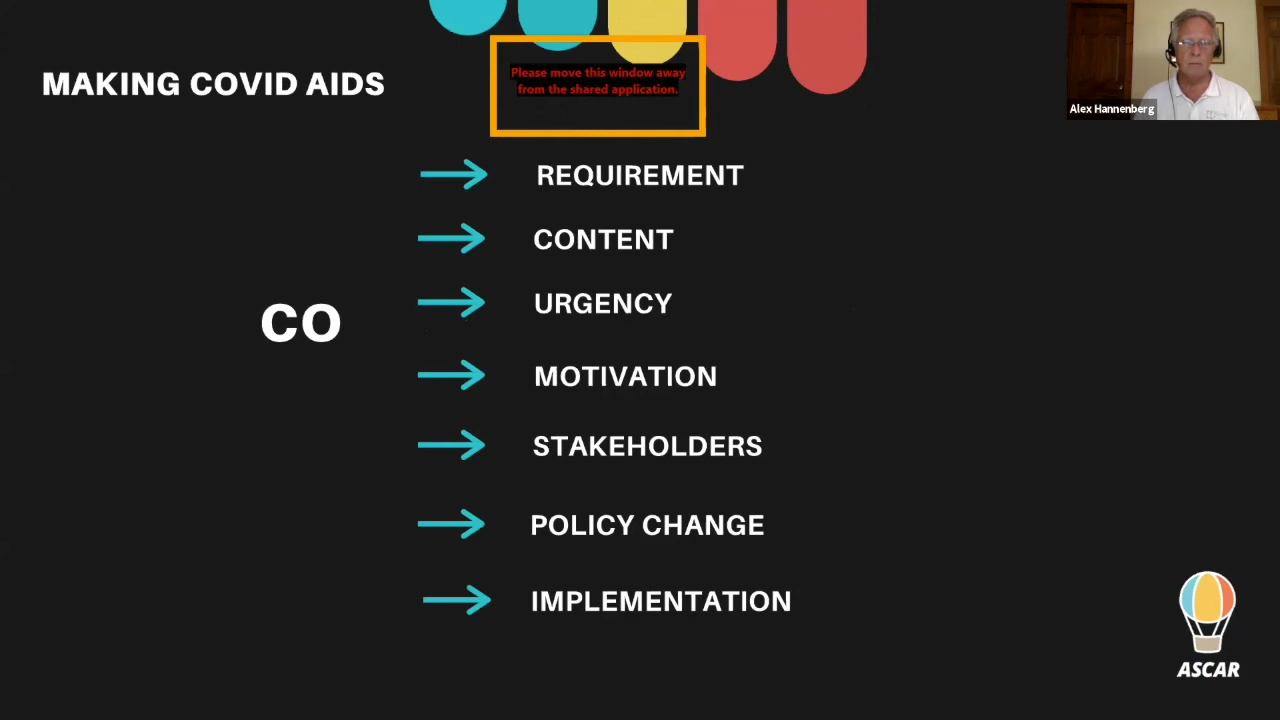 MAKING COVID AIDS
Please move this window away
from the shared application.
Alex Hannenberg
REQUIREMENT
CONTENT
URGENCY
CO
MOTIVATION
STAKEHOLDERS
POLICY CHANGE
IMPLEMENTATION
ASCAR